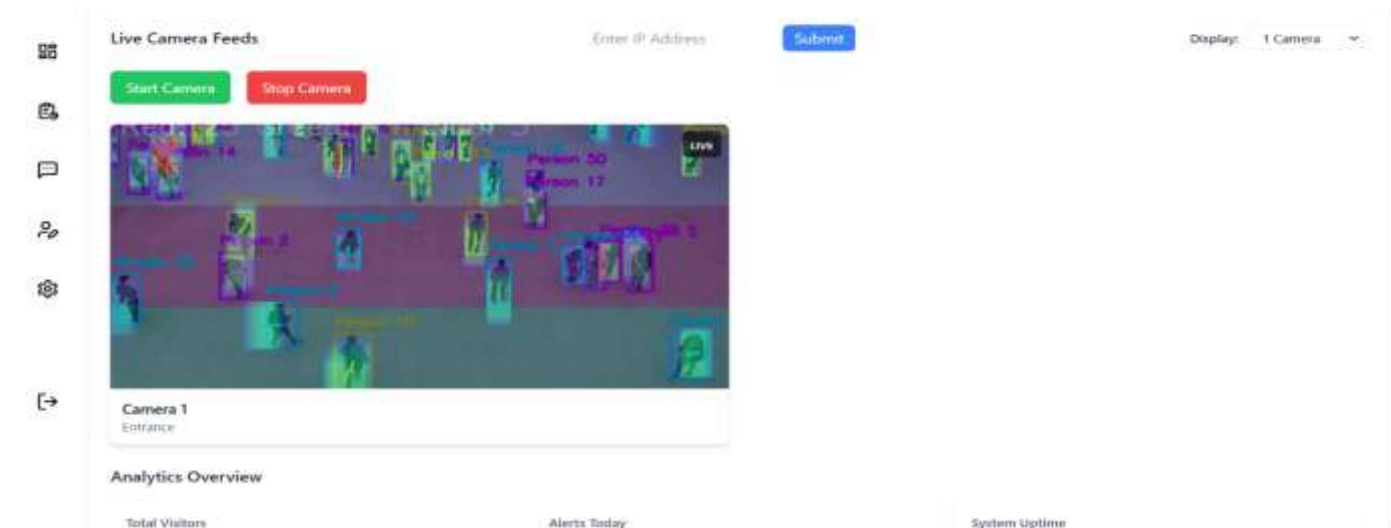 Live Camera Feeds
Enter IP Address
Submit
Display:
1 Camera
Start Camera
Stop Camera
LIVE
14
Person 50
Person 17
Person 2
Camera 1
Entrance
Analytics Overview
Total Visitors
Alerts Today
System Uptime